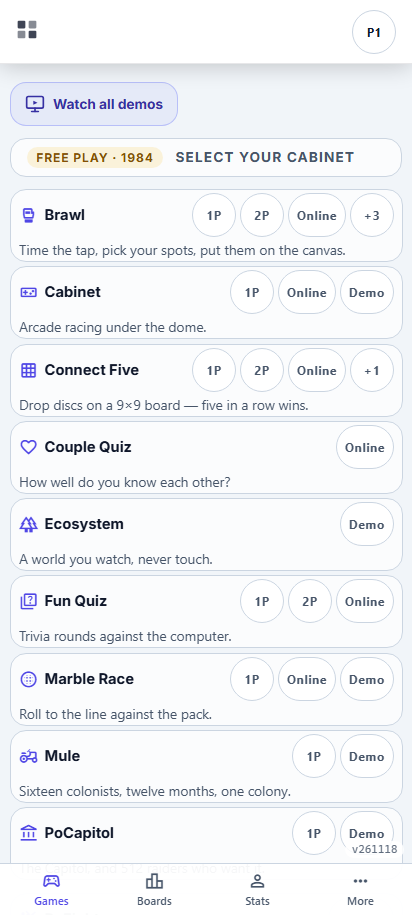 P1
Watch all demos
FREE PLAY · 1984 SELECT YOUR CABINET
Brawl 1P 2P Online +3
Time the tap, pick your spots, put them on the canvas.
Cabinet 1P Online Demo
Arcade racing under the dome.
Connect Five 1P 2P Online +1
Drop discs on a 9×9 board — five in a row wins.
Couple Quiz Online
How well do you know each other?
Ecosystem Demo
A world you watch, never touch.
Fun Quiz 1P 2P Online
Trivia rounds against the computer.
Marble Race 1P Online Demo
Roll to the line against the pack.
Mule 1P Demo
Sixteen colonists, twelve months, one colony.
PoCapitol 1P Demo
v261118
Games Boards Stats More